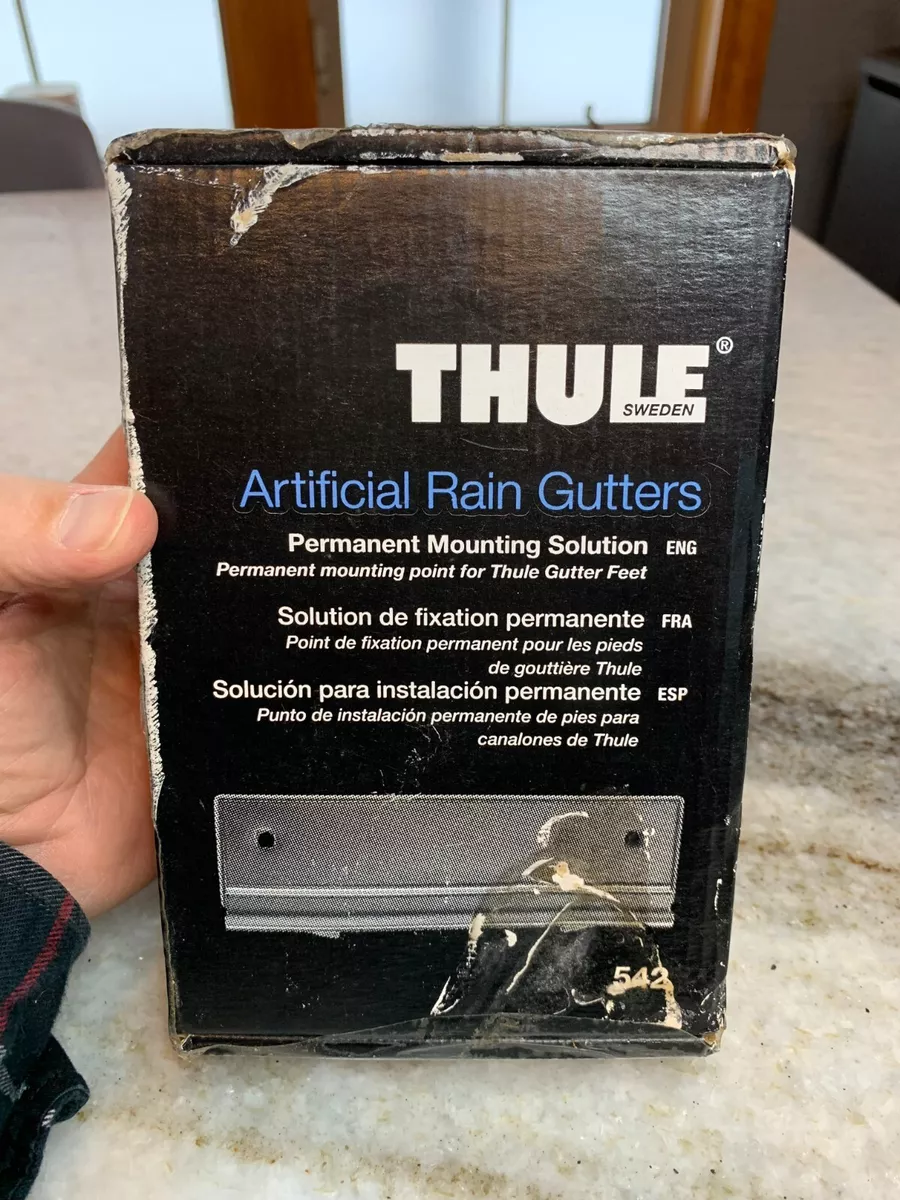 THULE®
SWEDEN
Artificial Rain Gutters
Permanent Mounting Solution ENG
Permanent mounting point for Thule Gutter Feet
Solution de fixation permanente FRA
Point de fixation permanent pour les pieds
de gouttière Thule
Solución para instalación permanente ESP
Punto de instalación permanente de pies para
canalones de Thule
542